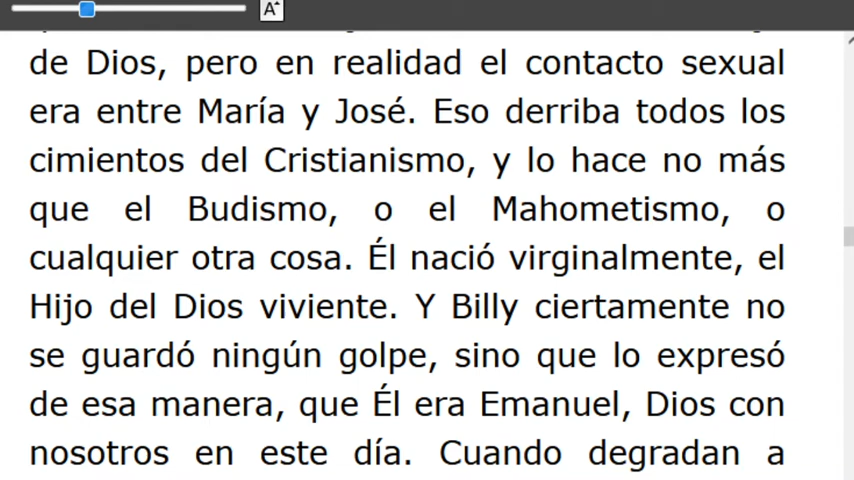 A
de Dios, pero en realidad el contacto sexual
era entre María y José. Eso derriba todos los
cimientos del Cristianismo, y lo hace no más
que el Budismo, o el Mahometismo, o
cualquier otra cosa. Él nació virginalmente, el
Hijo del Dios viviente. Y Billy ciertamente no
se guardó ningún golpe, sino que lo expresó
de esa manera, que Él era Emanuel, Dios con
nosotros en este día. Cuando degradan a